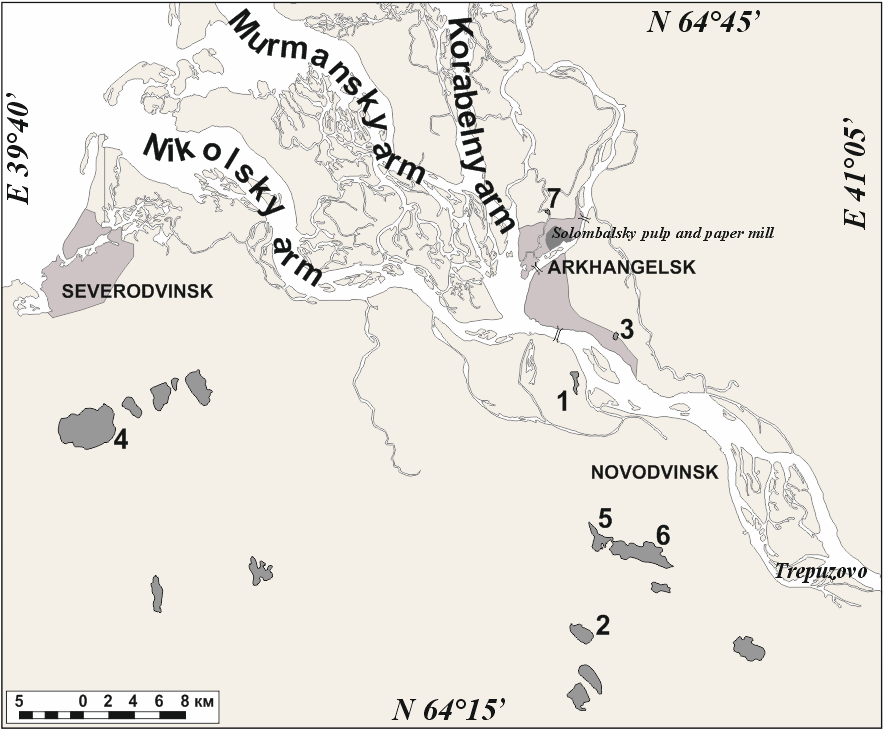 N 64°45’
E 39°40’
E 41°05’
Murmansky arm
Korabelny arm
Nikolsky arm
7
Solombalsky pulp and paper mill
ARKHANGELSK
SEVERODVINSK
3
1
4
NOVODVINSK
5
6
Trepuzovo
2
5 0 2 4 6 8 км
N 64°15’